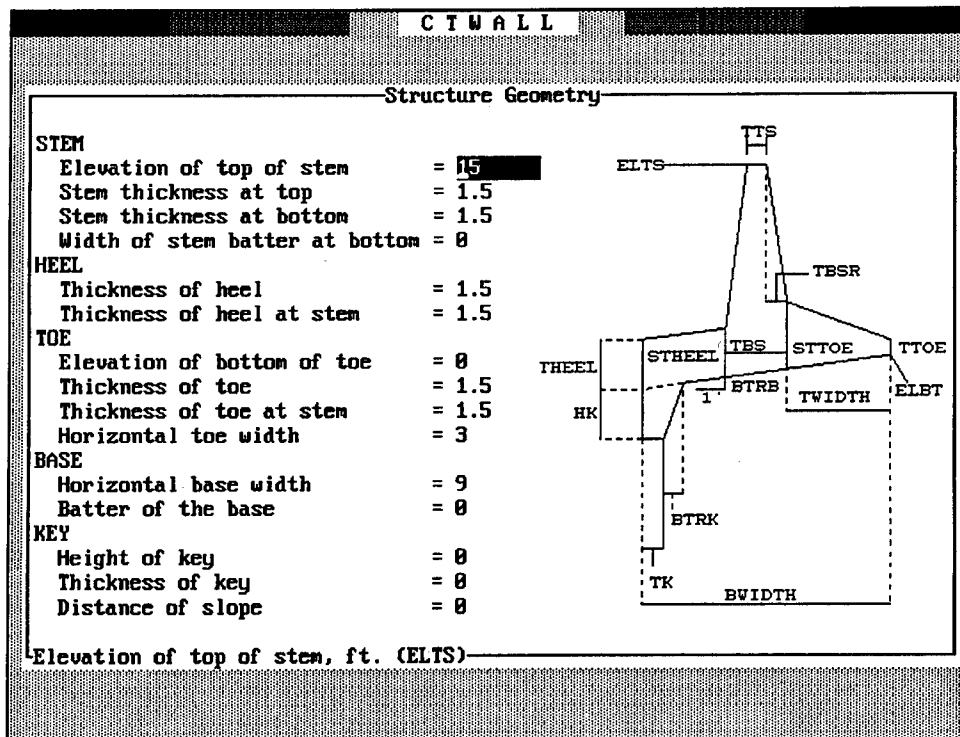 C T W A L L
Structure Geometry
STEM
Elevation of top of stem = 15
Stem thickness at top = 1.5
Stem thickness at bottom = 1.5
Width of stem batter at bottom = 0
HEEL
Thickness of heel = 1.5
Thickness of heel at stem = 1.5
TOE
Elevation of bottom of toe = 0
Thickness of toe = 1.5
Thickness of toe at stem = 1.5
Horizontal toe width = 3
BASE
Horizontal base width = 9
Batter of the base = 0
KEY
Height of key = 0
Thickness of key = 0
Distance of slope = 0
Elevation of top of stem, ft. (ELTS)
TTS
ELTS
TBSR
THEEL
STHEEL
TBS
STTOE
TTOE
HK
1'
BTRB
TWIDTH
ELBT
BTRK
TK
BWIDTH